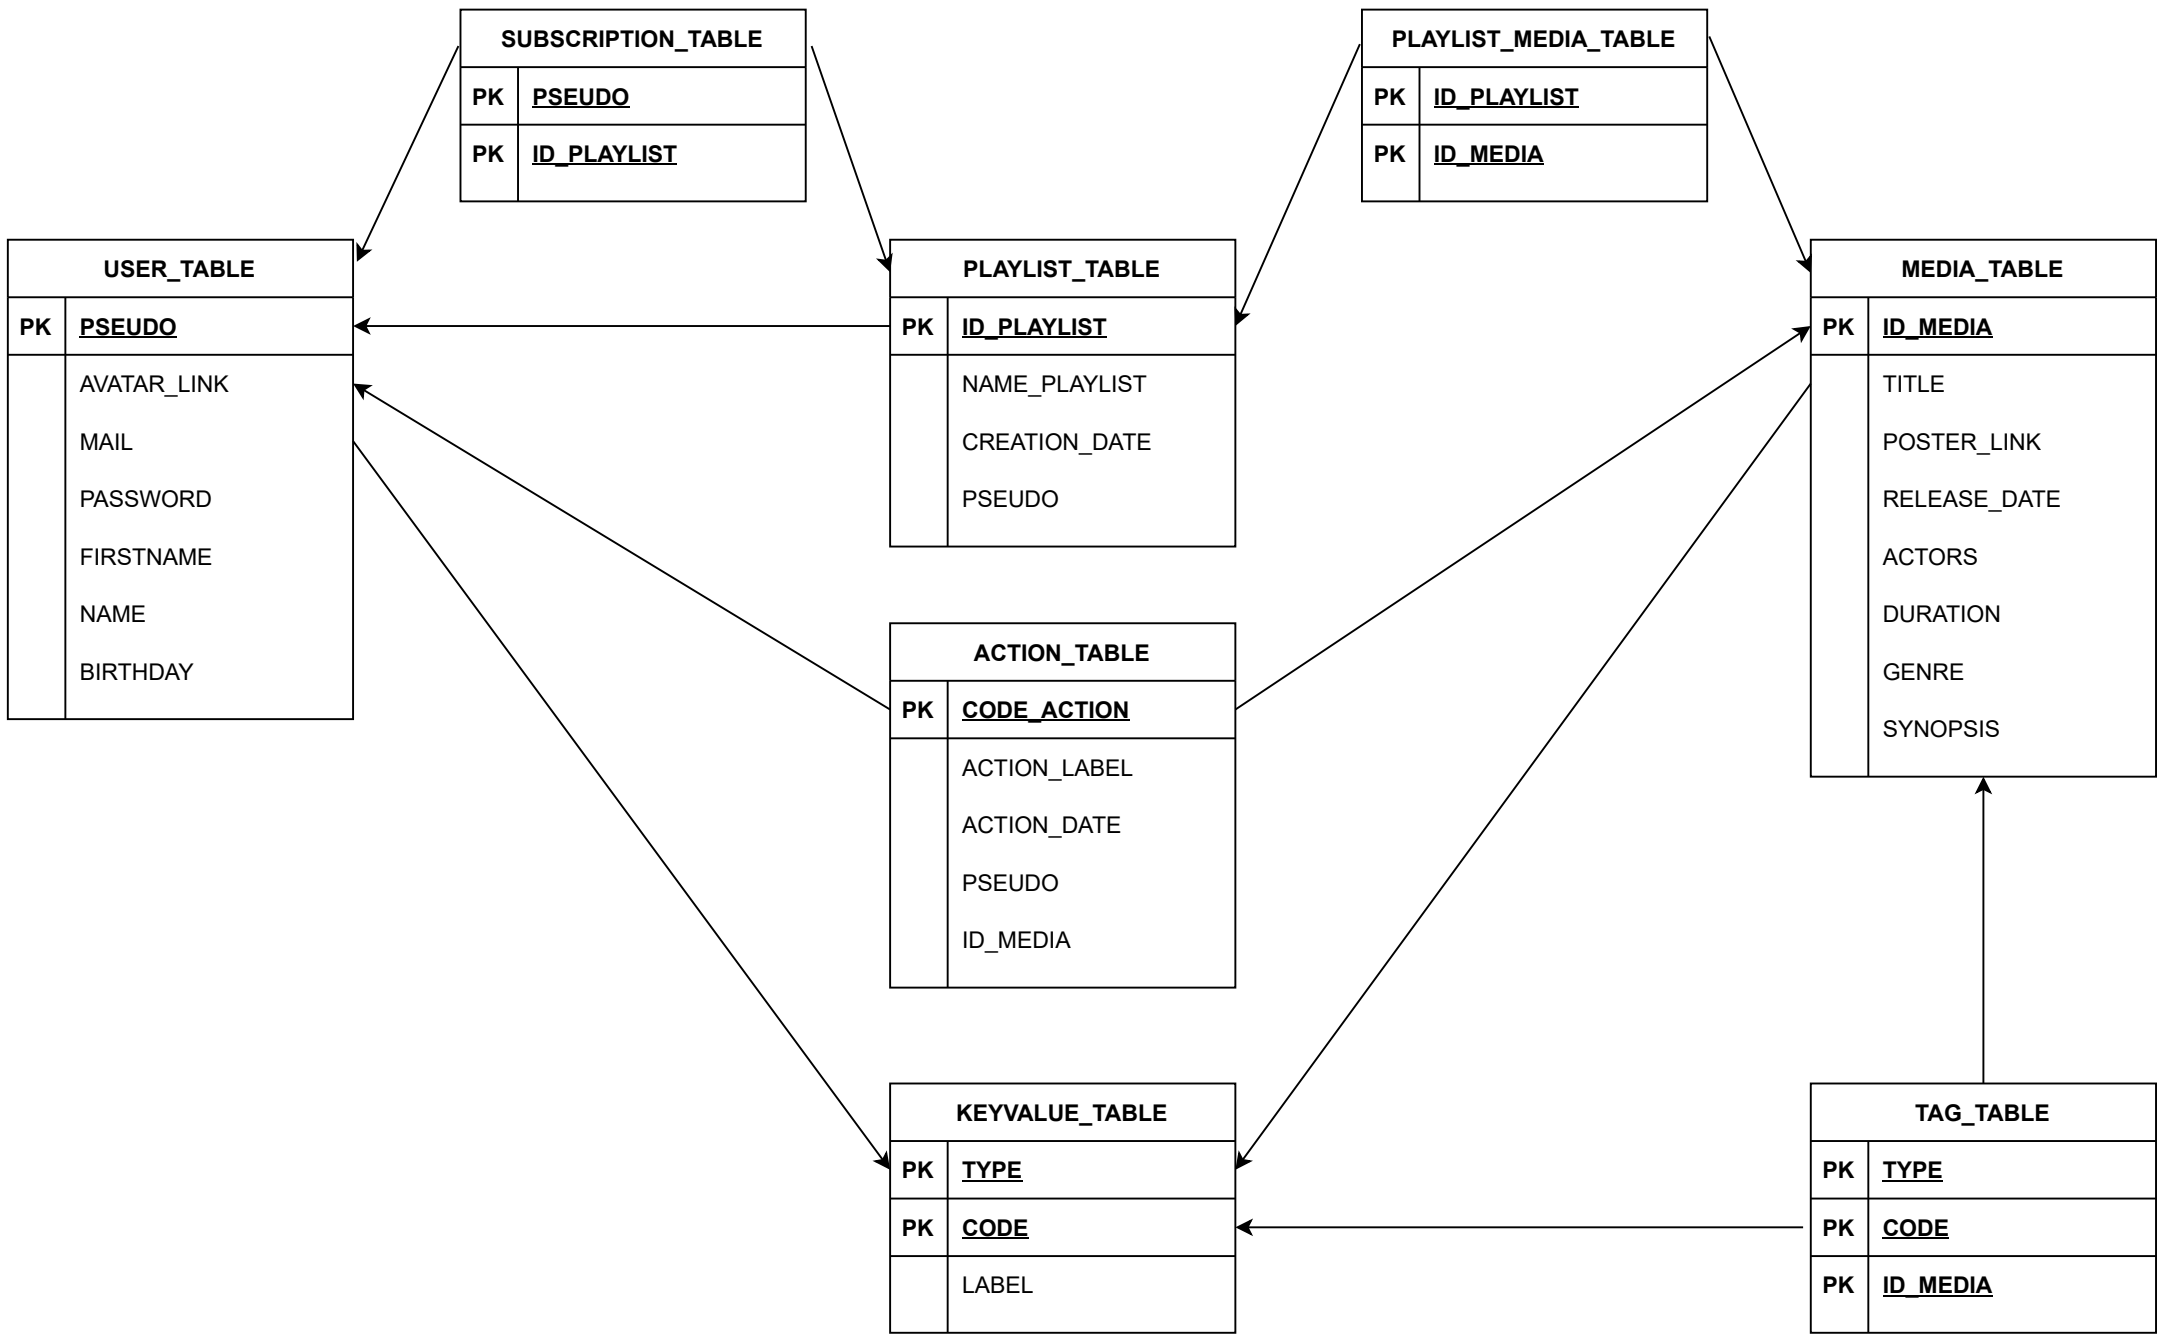 SUBSCRIPTION_TABLE
PK PSEUDO
PK ID_PLAYLIST
PLAYLIST_MEDIA_TABLE
PK ID_PLAYLIST
PK ID_MEDIA
USER_TABLE
PK PSEUDO
AVATAR_LINK
MAIL
PASSWORD
FIRSTNAME
NAME
BIRTHDAY
PLAYLIST_TABLE
PK ID_PLAYLIST
NAME_PLAYLIST
CREATION_DATE
PSEUDO
MEDIA_TABLE
PK ID_MEDIA
TITLE
POSTER_LINK
RELEASE_DATE
ACTORS
DURATION
GENRE
SYNOPSIS
ACTION_TABLE
PK CODE_ACTION
ACTION_LABEL
ACTION_DATE
PSEUDO
ID_MEDIA
KEYVALUE_TABLE
PK TYPE
PK CODE
LABEL
TAG_TABLE
PK TYPE
PK CODE
PK ID_MEDIA